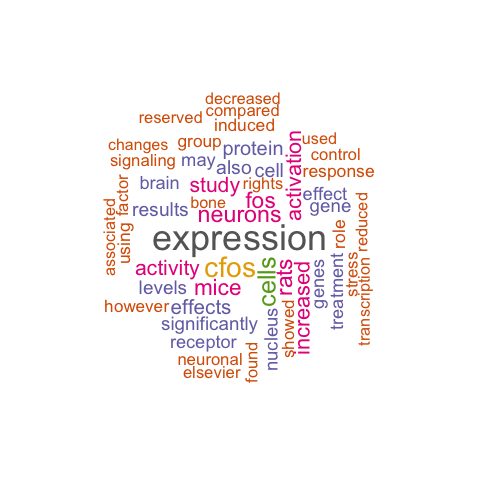 decreased
compared
reserved
induced
changes
group
protein
used
control
signaling
may
also
cell
activation
response
brain
study
rights
effect
fos
bone
gene
associated
using
factor
results
neurons
role
reduced
expression
activity
cfos
cells
rats
increased
genes
treatment
stress
transcription
levels
mice
however
effects
significantly
nucleus
showed
receptor
neuronal
elsevier
found